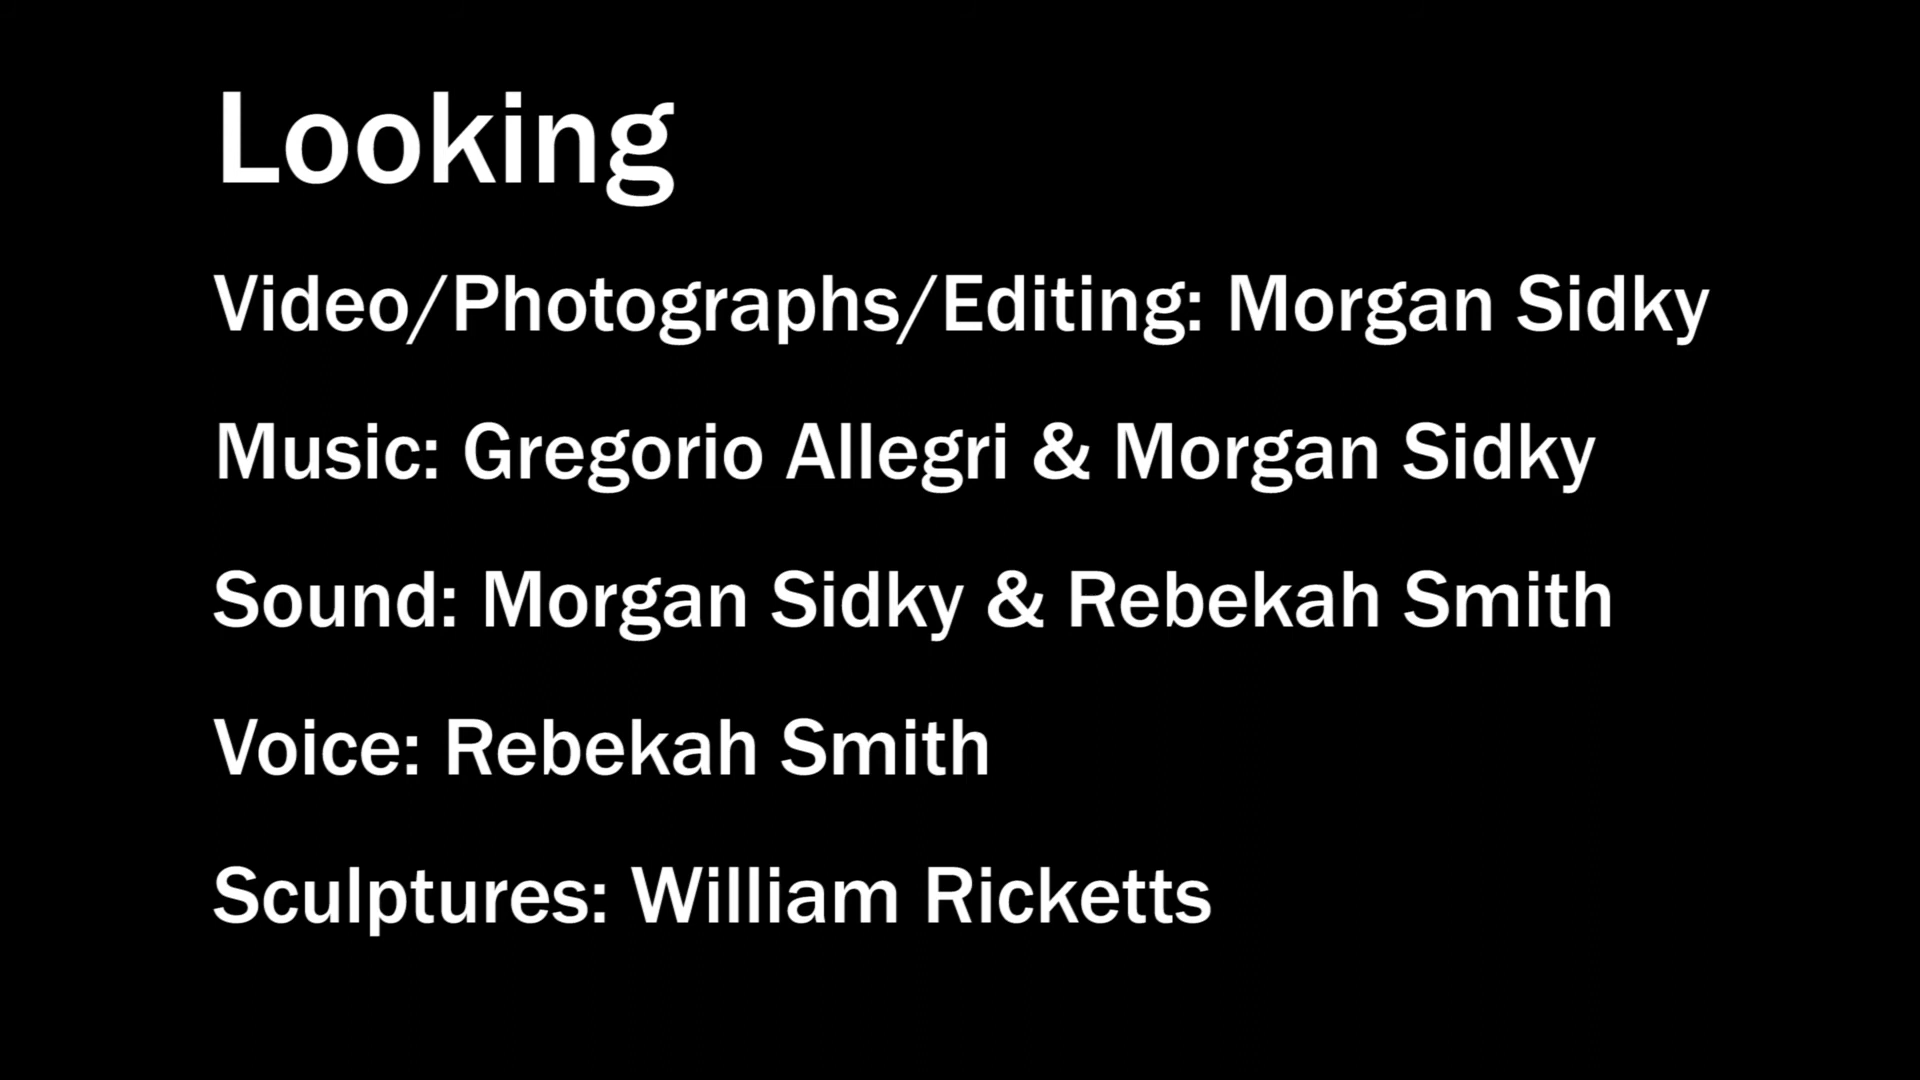 Looking
Video/Photographs/Editing: Morgan Sidky
Music: Gregorio Allegri & Morgan Sidky
Sound: Morgan Sidky & Rebekah Smith
Voice: Rebekah Smith
Sculptures: William Ricketts